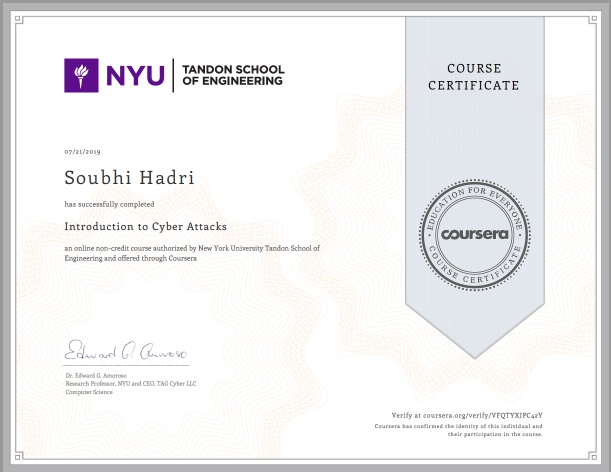 NYU
TANDON SCHOOL
OF ENGINEERING
COURSE
CERTIFICATE
07/21/2019
Soubhi Hadri
has successfully completed
Introduction to Cyber Attacks
an online non-credit course authorized by New York University Tandon School of
Engineering and offered through Coursera
EDUCATION FOR EVERYONE
coursera
COURSE CERTIFICATE
Edward G. Amoroso
Dr. Edward G. Amoroso
Research Professor, NYU and CEO, TAG Cyber LLC
Computer Science
Verify at coursera.org/verify/VFQTYXJPC42Y
Coursera has confirmed the identity of this individual and
their participation in the course.